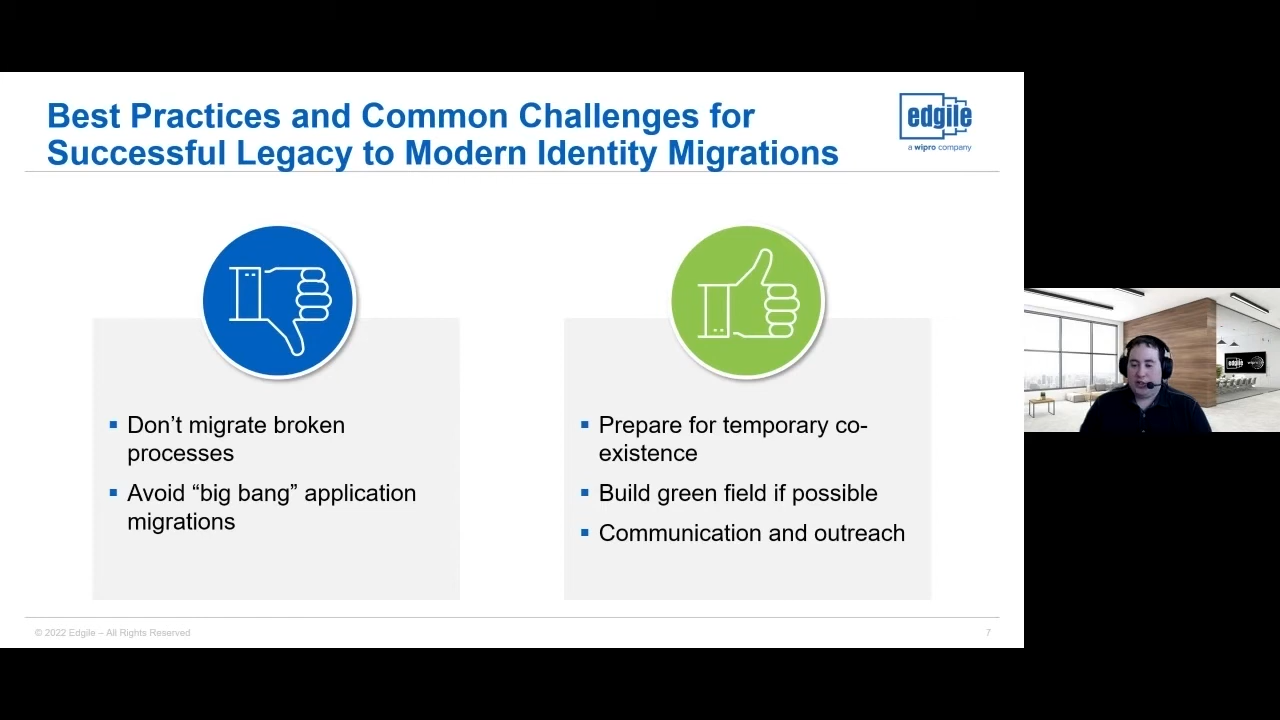 Best Practices and Common Challenges for
Successful Legacy to Modern Identity Migrations
edgile
a wipro company
Don’t migrate broken
processes
Avoid “big bang” application
migrations
Prepare for temporary co-
existence
Build green field if possible
Communication and outreach
© 2022 Edgile – All Rights Reserved
7
edgile
wipro